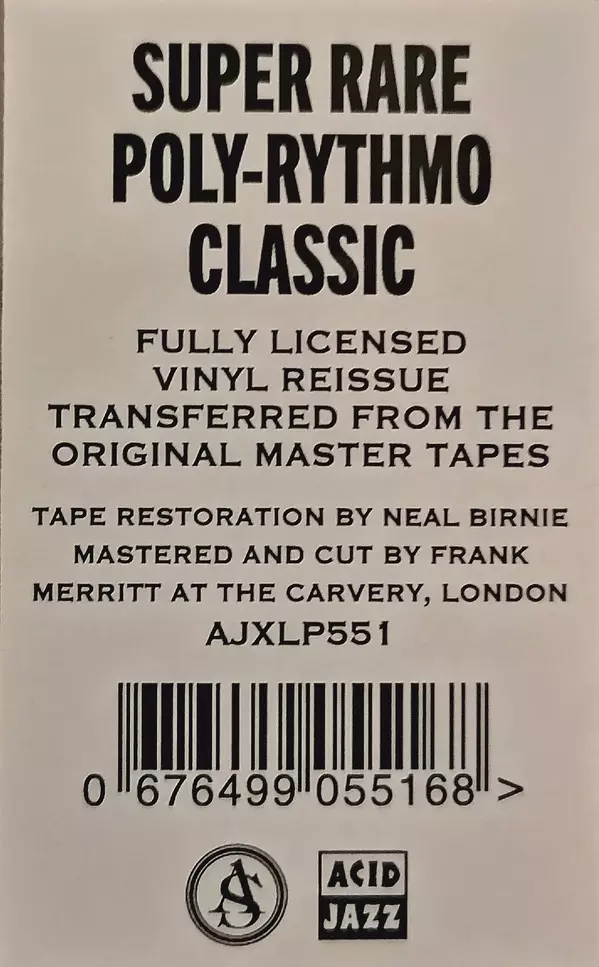 SUPER RARE
POLY-RYTHMO
CLASSIC
FULLY LICENSED
VINYL REISSUE
TRANSFERRED FROM THE
ORIGINAL MASTER TAPES
TAPE RESTORATION BY NEAL BIRNIE
MASTERED AND CUT BY FRANK
MERRITT AT THE CARVERY, LONDON
AJXLP551
0 676499 055168 >
AS
ACID
JAZZ